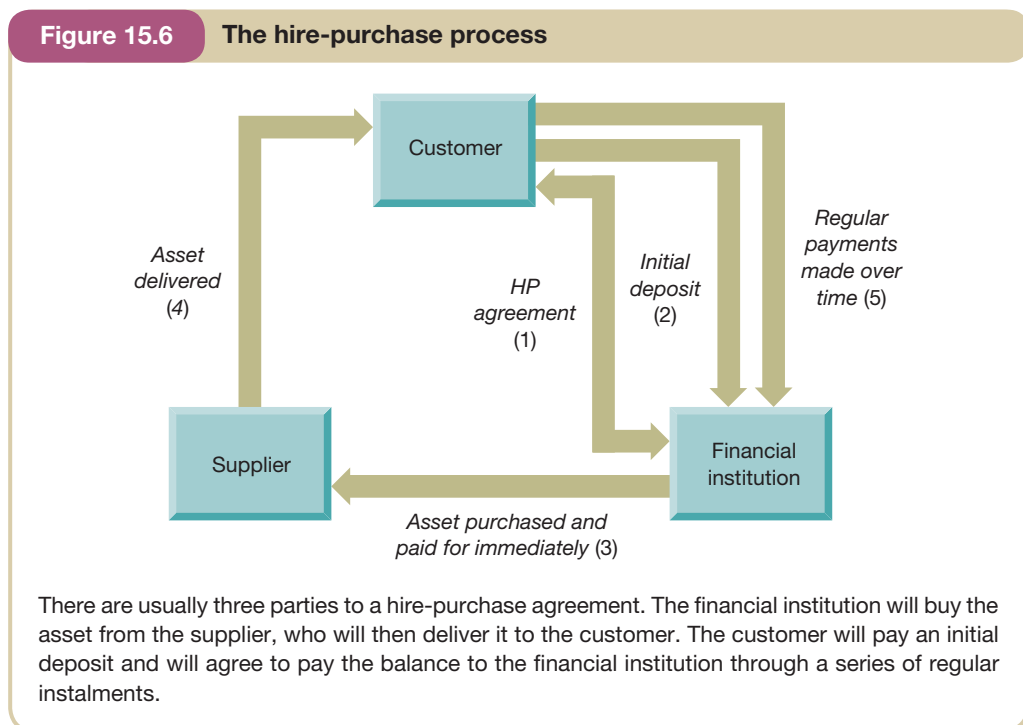 Figure 15.6 The hire-purchase process
Customer
Asset
delivered
(4)
HP
agreement
(1)
Initial
deposit
(2)
Regular
payments
made over
time (5)
Supplier
Financial
institution
Asset purchased and
paid for immediately (3)
There are usually three parties to a hire-purchase agreement. The financial institution will buy the
asset from the supplier, who will then deliver it to the customer. The customer will pay an initial
deposit and will agree to pay the balance to the financial institution through a series of regular
instalments.